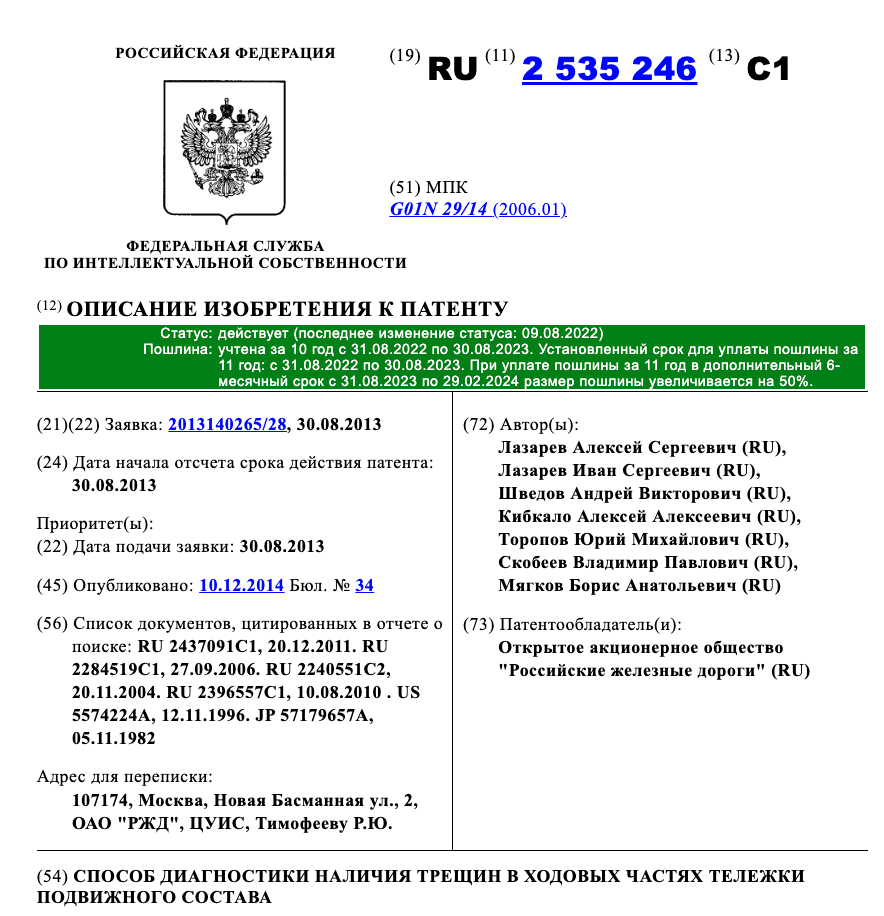 РОССИЙСКАЯ ФЕДЕРАЦИЯ
(19) RU (11) 2 535 246 (13) C1
(51) МПК
G01N 29/14 (2006.01)
ФЕДЕРАЛЬНАЯ СЛУЖБА
ПО ИНТЕЛЛЕКТУАЛЬНОЙ СОБСТВЕННОСТИ
(12) ОПИСАНИЕ ИЗОБРЕТЕНИЯ К ПАТЕНТУ
Статус: действует (последнее изменение статуса: 09.08.2022)
Пошлина: учтена за 10 год с 31.08.2022 по 30.08.2023. Установленный срок для уплаты пошлины за
11 год: с 31.08.2022 по 30.08.2023. При уплате пошлины за 11 год в дополнительный 6-
месячный срок с 31.08.2023 по 29.02.2024 размер пошлины увеличивается на 50%.
(21)(22) Заявка: 2013140265/28, 30.08.2013
(24) Дата начала отсчета срока действия патента:
30.08.2013
Приоритет(ы):
(22) Дата подачи заявки: 30.08.2013
(45) Опубликовано: 10.12.2014 Бюл. № 34
(56) Список документов, цитированных в отчете о
поиске: RU 2437091C1, 20.12.2011. RU
2284519C1, 27.09.2006. RU 2240551C2,
20.11.2004. RU 2396557C1, 10.08.2010 . US
5574224A, 12.11.1996. JP 57179657A,
05.11.1982
Адрес для переписки:
107174, Москва, Новая Басманная ул., 2,
ОАО "РЖД", ЦУИС, Тимофееву Р.Ю.
(72) Автор(ы):
Лазарев Алексей Сергеевич (RU),
Лазарев Иван Сергеевич (RU),
Шведов Андрей Викторович (RU),
Кибкало Алексей Алексеевич (RU),
Торопов Юрий Михайлович (RU),
Скобеев Владимир Павлович (RU),
Мягков Борис Анатольевич (RU)
(73) Патентообладатель(и):
Открытое акционерное общество
"Российские железные дороги" (RU)
(54) СПОСОБ ДИАГНОСТИКИ НАЛИЧИЯ ТРЕЩИН В ХОДОВЫХ ЧАСТЯХ ТЕЛЕЖКИ
ПОДВИЖНОГО СОСТАВА